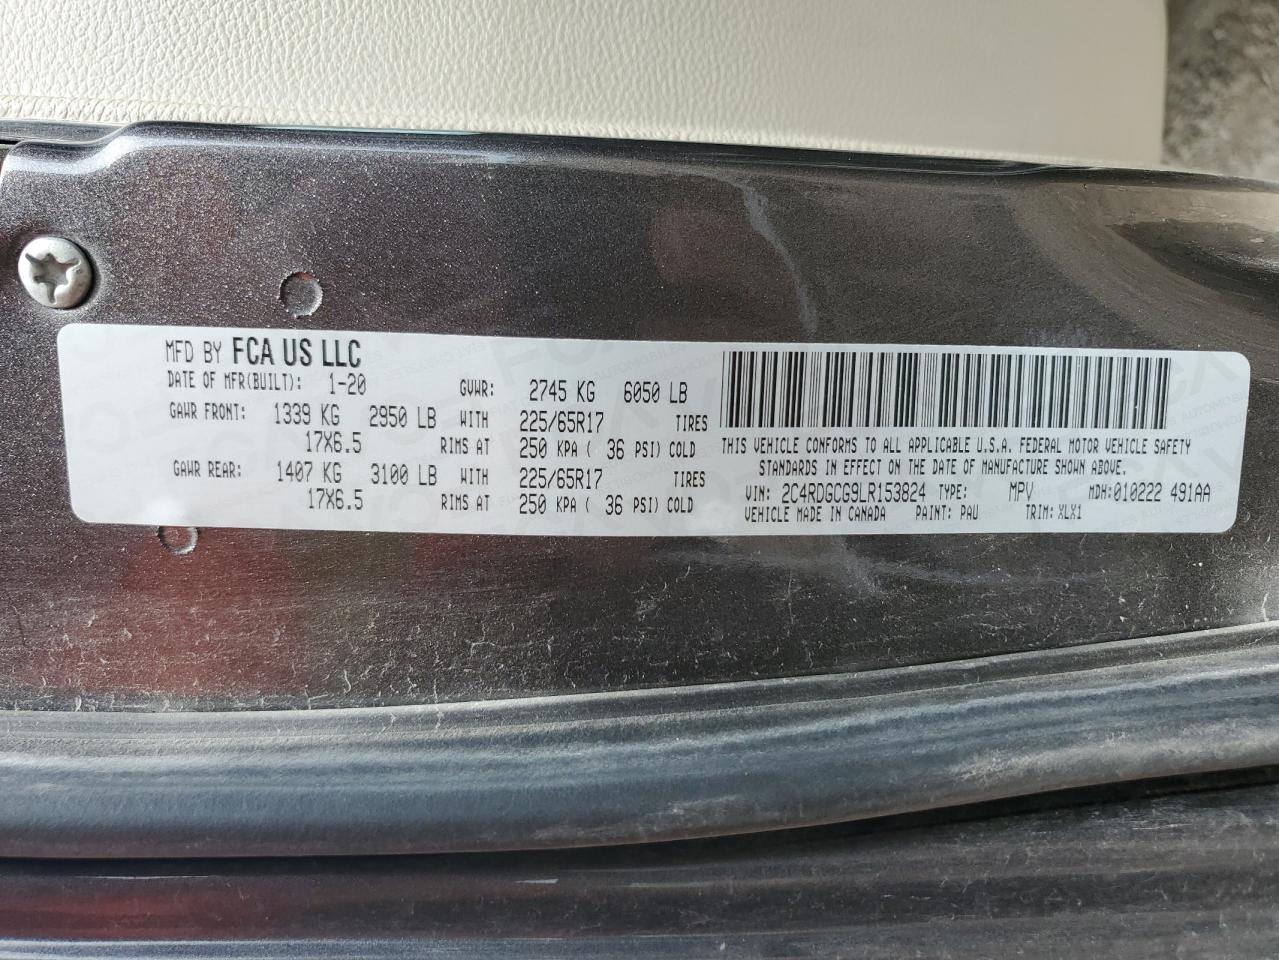 MFD BY FCA US LLC
DATE OF MFR(BUILT): 1-20 GVWR: 2745 KG 6050 LB
GAWR FRONT: 1339 KG 2950 LB WITH 225/65R17 TIRES
17X6.5 RIMS AT 250 KPA ( 36 PSI) COLD
GAWR REAR: 1407 KG 3100 LB WITH 225/65R17 TIRES
17X6.5 RIMS AT 250 KPA ( 36 PSI) COLD
THIS VEHICLE CONFORMS TO ALL APPLICABLE U.S.A. FEDERAL MOTOR VEHICLE SAFETY
STANDARDS IN EFFECT ON THE DATE OF MANUFACTURE SHOWN ABOVE.
VIN: 2C4RDGCG9LR153824 TYPE: MPV MDH:010222 491AA
VEHICLE MADE IN CANADA PAINT: PAU TRIM: XLX1